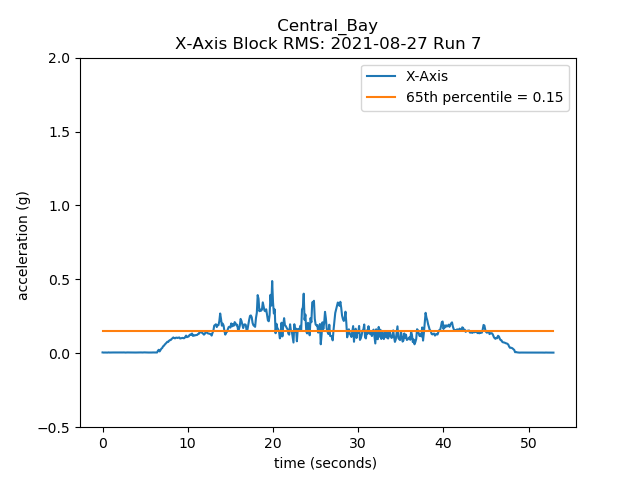 Central_Bay
X-Axis Block RMS: 2021-08-27 Run 7
2.0
X-Axis
65th percentile = 0.15
1.5
1.0
0.5
0.0
−0.5
acceleration (g)
0 10 20 30 40 50
time (seconds)